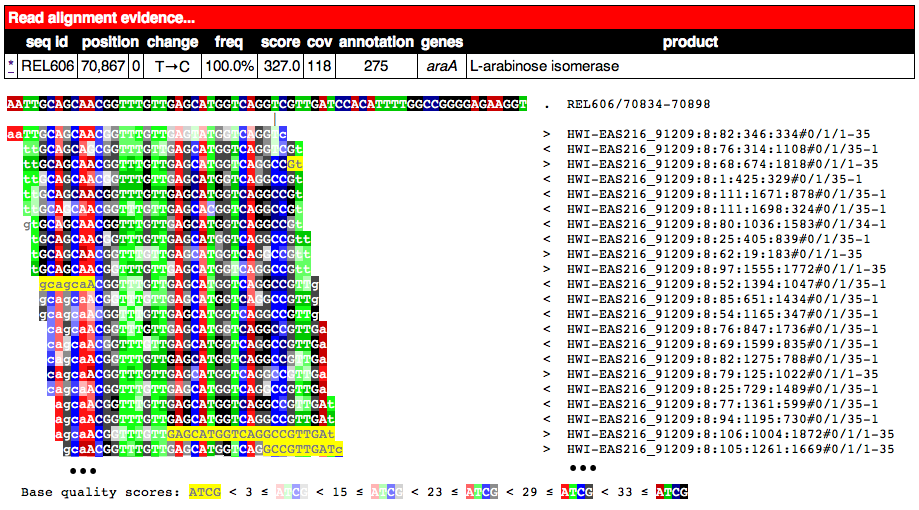 Read alignment evidence...
seq id position change freq score cov annotation genes product
* REL606 70,867 0 T→C 100.0% 327.0 118 275 araA L-arabinose isomerase
AATTGCAGCAACGGTTTGTTGAGCATGGTCAGGTCGTTGATCCACATTTTGGCCGGGGAGAAGGT . REL606/70834-70898
aaTTGCAGCAACGGTTTGTTGAGTATGGTCAGGTc > HWI-EAS216_91209:8:82:346:334#0/1/1-35
ttGCAGCAGCGGTTTGTTGAGCATGGTCAGGTCGt < HWI-EAS216_91209:8:76:314:1108#0/1/35-1
ttGCAGCAACGGTTTGTTGAGCATGGTCAGGCCGt > HWI-EAS216_91209:8:68:674:1818#0/1/1-35
ttGCAGCAACGGTTTGTTGAGCATGGTCAGGCCGt < HWI-EAS216_91209:8:1:425:329#0/1/35-1
ttGCAGCAACGGTTTGTTGAGCATGGTCAGGCCGt < HWI-EAS216_91209:8:111:1671:878#0/1/35-1
ttGCAGCAACGGTTTGTTGAGCACGGTCAGGCCGt < HWI-EAS216_91209:8:111:1698:324#0/1/35-1
gtGCAGCAACGGTTTGTTGAGCATGGTCAGGCCGt < HWI-EAS216_91209:8:80:1036:1583#0/1/34-1
tGCAGCAACGGTTTGTTGAGCATGGTCAGGCCGtt < HWI-EAS216_91209:8:25:405:839#0/1/35-1
tGCAGCAACGGTTTGTTGAGCATGGTCAGGCCGtt > HWI-EAS216_91209:8:62:19:183#0/1/1-35
tGCAGCAACGGTTTGTTGAGCATGGTCAGGCCGtt > HWI-EAS216_91209:8:97:1555:1772#0/1/1-35
gcagcaACGGTTTGTTGAGCATGGTCAGGCCGTTg < HWI-EAS216_91209:8:52:1394:1047#0/1/35-1
gcagcaACGGTTTGTTGAGCATGGTCAGGCCGTTg < HWI-EAS216_91209:8:85:651:1434#0/1/35-1
gcagcaACGGTTTGTTGAGCATGGTCAGGCCGTTg < HWI-EAS216_91209:8:54:1165:347#0/1/35-1
cagcaACGGTTTGTTGAGCATGGTCAGGCCGTTGa < HWI-EAS216_91209:8:76:847:1736#0/1/35-1
cagcaACGGTTTGTTGAGCATGGTCAGGCCGTTGa < HWI-EAS216_91209:8:69:1599:835#0/1/35-1
cagcaACGGTTTGTTGAGCATGGTCAGGCCGTTGa < HWI-EAS216_91209:8:82:1275:788#0/1/35-1
cagcaACGGTTTGTTGAGCATGGTCAGGCCGTTGa > HWI-EAS216_91209:8:79:125:1022#0/1/1-35
cagcaACGGTTTGTTGAGCATGGTCAGGCCGTTGa < HWI-EAS216_91209:8:25:729:1489#0/1/35-1
agcaACGGTTTGTTGAGCATGGTCAGGCCGTTGAt < HWI-EAS216_91209:8:77:1361:599#0/1/35-1
agcaACGGTTTGTTGAGCATGGTCAGGCCGTTGAt < HWI-EAS216_91209:8:94:1195:730#0/1/35-1
agcaACGGTTTGTTGAGCATGGTCAGGCCGTTGAt > HWI-EAS216_91209:8:106:1004:1872#0/1/1-35
agcaACGGTTTGTTGAGCATGGTCAGGCCGTTGATc > HWI-EAS216_91209:8:105:1261:1669#0/1/1-35
••• •••
Base quality scores: ATCG < 3 ≤ ATCG < 15 ≤ ATCG < 23 ≤ ATCG < 29 ≤ ATCG < 33 ≤ ATCG